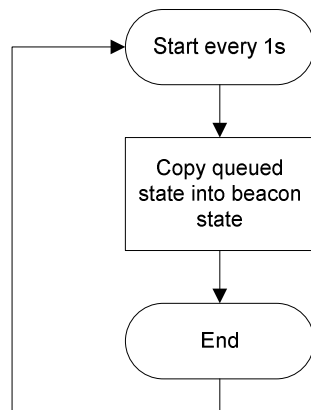 Start every 1s
Copy queued
state into beacon
state
End